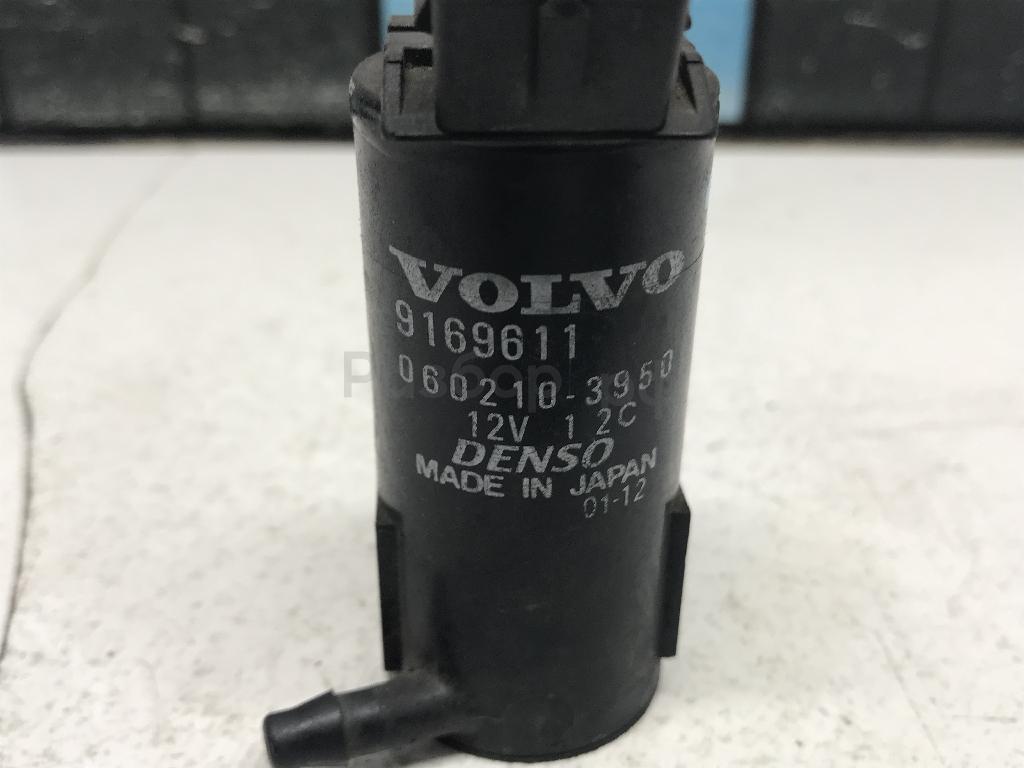 VOLVO
9169611
060210-3950
12V 1 2C
DENSO
MADE IN JAPAN
01-12